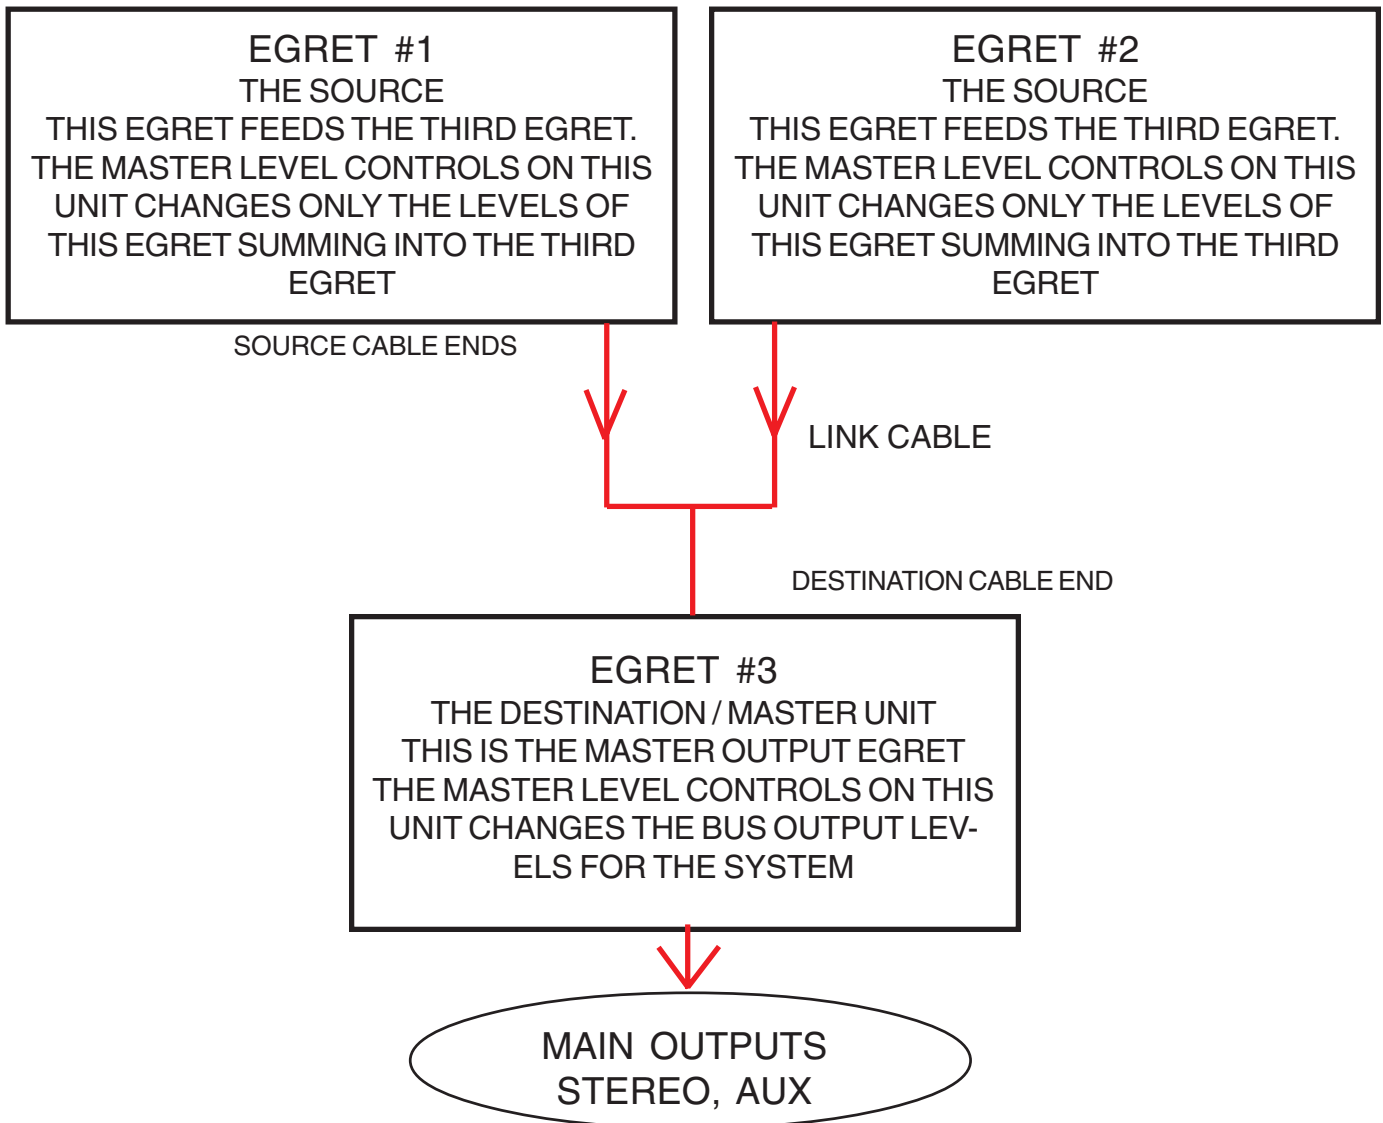 EGRET #1
THE SOURCE
THIS EGRET FEEDS THE THIRD EGRET.
THE MASTER LEVEL CONTROLS ON THIS
UNIT CHANGES ONLY THE LEVELS OF
THIS EGRET SUMMING INTO THE THIRD
EGRET
EGRET #2
THE SOURCE
THIS EGRET FEEDS THE THIRD EGRET.
THE MASTER LEVEL CONTROLS ON THIS
UNIT CHANGES ONLY THE LEVELS OF
THIS EGRET SUMMING INTO THE THIRD
EGRET
SOURCE CABLE ENDS
LINK CABLE
DESTINATION CABLE END
EGRET #3
THE DESTINATION / MASTER UNIT
THIS IS THE MASTER OUTPUT EGRET
THE MASTER LEVEL CONTROLS ON THIS
UNIT CHANGES THE BUS OUTPUT LEV-
ELS FOR THE SYSTEM
MAIN OUTPUTS
STEREO, AUX